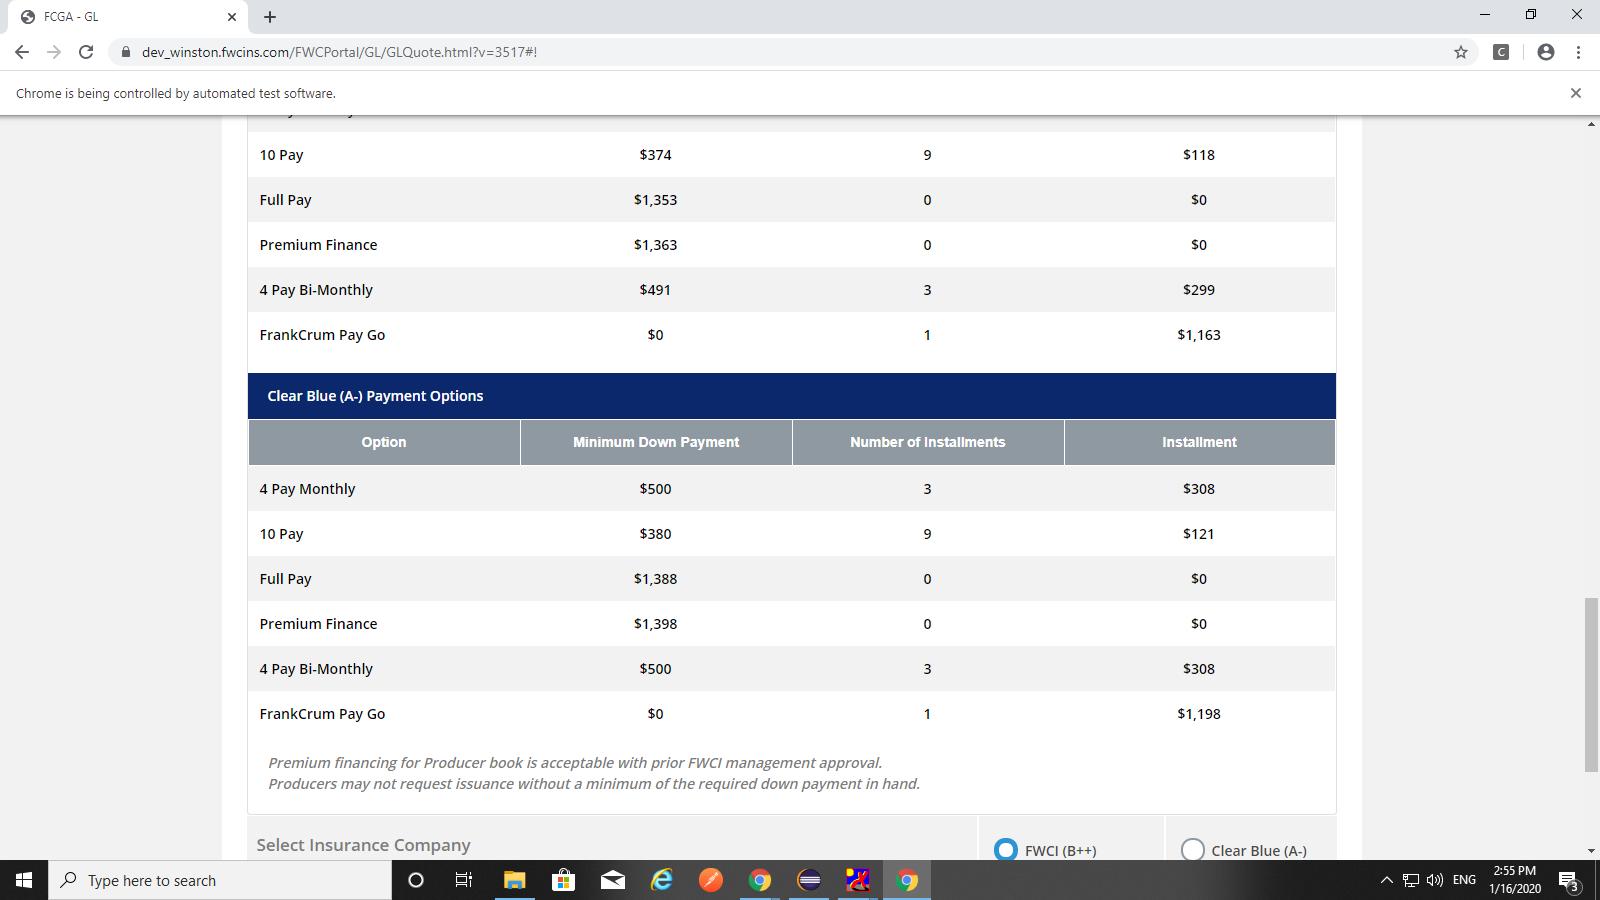 FCGA - GL
dev_winston.fwcins.com/FWCPortal/GL/GLQuote.html?v=3517#!
C
Chrome is being controlled by automated test software.
10 Pay $374 9 $118
Full Pay $1,353 0 $0
Premium Finance $1,363 0 $0
4 Pay Bi-Monthly $491 3 $299
FrankCrum Pay Go $0 1 $1,163
Clear Blue (A-) Payment Options
Option Minimum Down Payment Number of Installments Installment
4 Pay Monthly $500 3 $308
10 Pay $380 9 $121
Full Pay $1,388 0 $0
Premium Finance $1,398 0 $0
4 Pay Bi-Monthly $500 3 $308
FrankCrum Pay Go $0 1 $1,198
Premium financing for Producer book is acceptable with prior FWCI management approval.
Producers may not request issuance without a minimum of the required down payment in hand.
Select Insurance Company FWCI (B++) Clear Blue (A-)
Type here to search
ENG
2:55 PM
1/16/2020
3